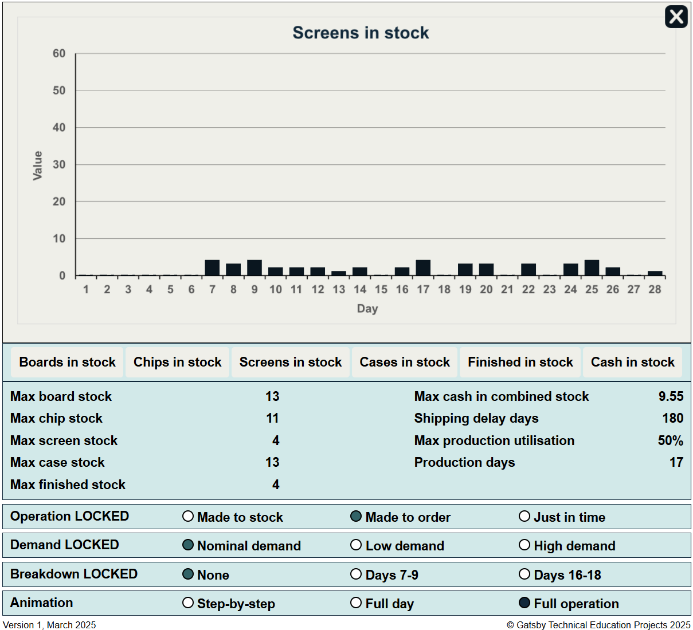 Screens in stock
60
50
40
30
20
10
0
Value
1 2 3 4 5 6 7 8 9 10 11 12 13 14 15 16 17 18 19 20 21 22 23 24 25 26 27 28
Day
Boards in stock Chips in stock Screens in stock Cases in stock Finished in stock Cash in stock
Max board stock 13 Max cash in combined stock 9.55
Max chip stock 11 Shipping delay days 180
Max screen stock 4 Max production utilisation 50%
Max case stock 13 Production days 17
Max finished stock 4
Operation LOCKED Made to stock Made to order Just in time
Demand LOCKED Nominal demand Low demand High demand
Breakdown LOCKED None Days 7-9 Days 16-18
Animation Step-by-step Full day Full operation
Version 1, March 2025 © Gatsby Technical Education Projects 2025